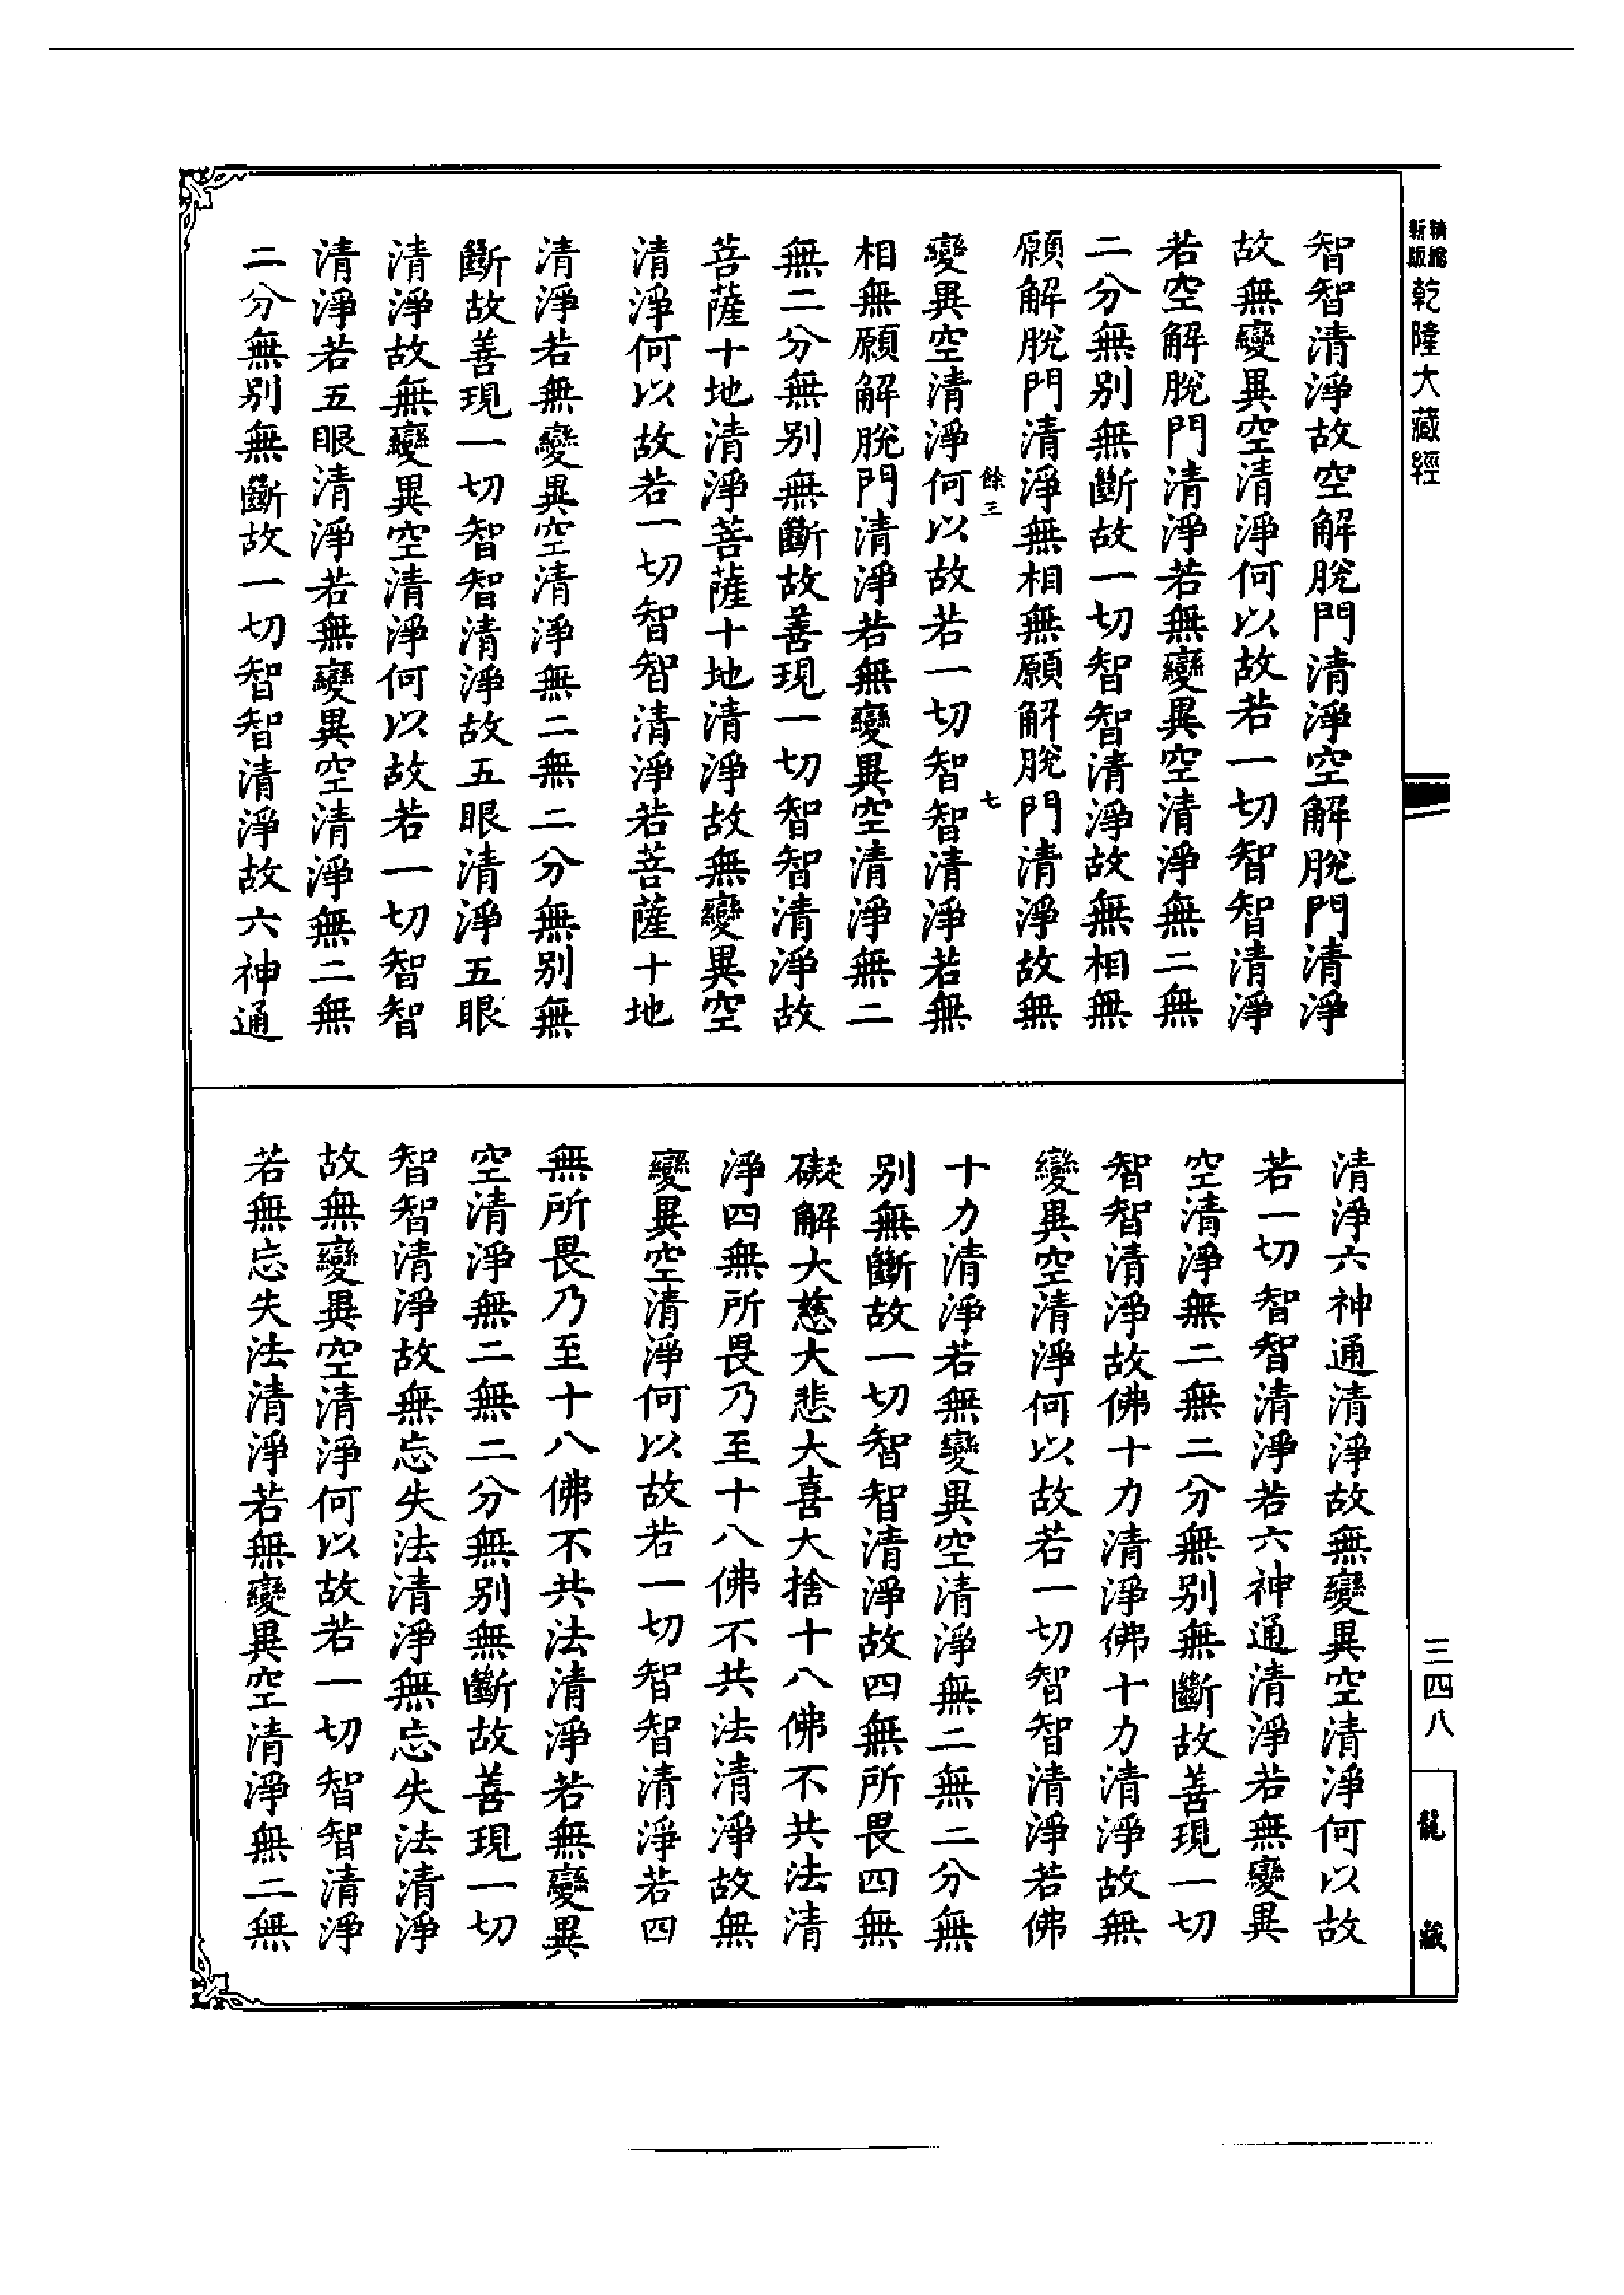 新版
精縮
乾隆大藏經
智智清淨故空解脫門清淨空解脫門清淨
故無變異空清淨何以故若一切智智清淨
若空解脫門清淨若無變異空清淨無二無
二分無別無斷故一切智智清淨故無相無
願解脫門清淨無相無願解脫門清淨故無
餘三
七
變異空清淨何以故若一切智智清淨若無
相無願解脫門清淨若無變異空清淨無二
無二分無別無斷故善現一切智智清淨故
菩薩十地清淨菩薩十地清淨故無變異空
清淨何以故若一切智智清淨若菩薩十地
清淨若無變異空清淨無二無二分無別無
斷故善現一切智智清淨故五眼清淨五眼
清淨故無變異空清淨何以故若一切智智
清淨若五眼清淨若無變異空清淨無二無
二分無別無斷故一切智智清淨故六神通
清淨六神通清淨故無變異空清淨何以故
若一切智智清淨若六神通清淨若無變異
空清淨無二無二分無別無斷故善現一切
智智清淨故佛十力清淨佛十力清淨故無
變異空清淨何以故若一切智智清淨若佛
十力清淨若無變異空清淨無二無二分無
別無斷故一切智智清淨故四無所畏四無
礙解大慈大悲大喜大捨十八佛不共法清
淨四無所畏乃至十八佛不共法清淨故無
變異空清淨何以故若一切智智清淨若四
無所畏乃至十八佛不共法清淨若無變異
空清淨無二無二分無別無斷故善現一切
智智清淨故無忘失法清淨無忘失法清淨
故無變異空清淨何以故若一切智智清淨
若無忘失法清淨若無變異空清淨無二無
三四八
龍藏